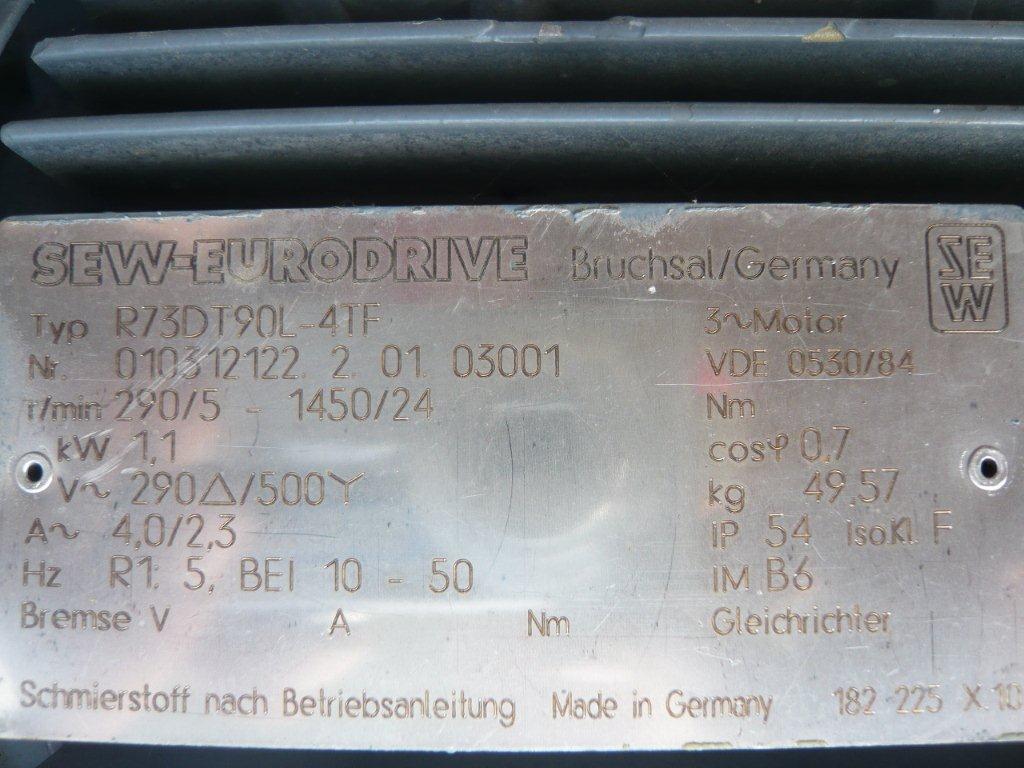 SEW-EURODRIVE Bruchsal/Germany SEW
Typ R73DT90L-4TF 3~Motor
Nr. 010312122. 2. 01. 03001 VDE 0530/84
r/min 290/5 - 1450/24 Nm
kW 1,1 cosφ 0,7
V~ 290△/500Y kg 49,57
A~ 4,0/2,3 IP 54 Iso.Kl. F
Hz R1: 5, BEI 10 - 50 IM B6
Bremse V A Nm Gleichrichter
Schmierstoff nach Betriebsanleitung Made in Germany 182 225 X.10